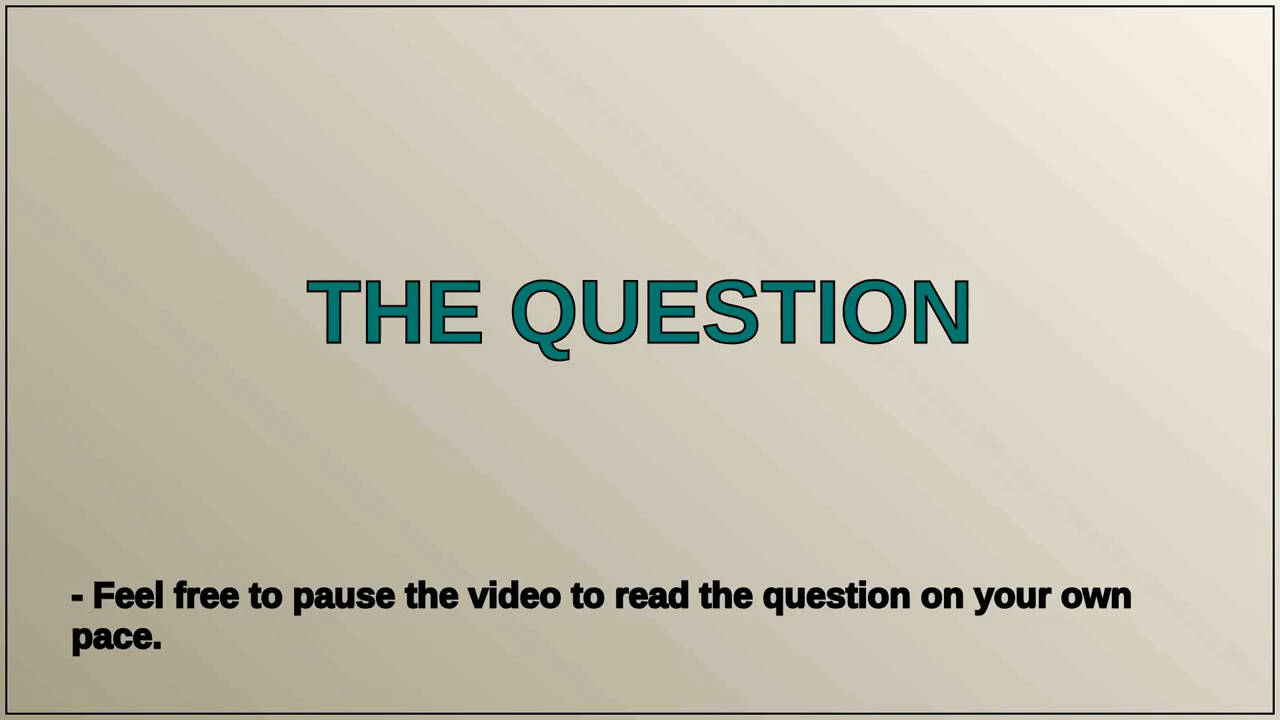 THE QUESTION
- Feel free to pause the video to read the question on your own
pace.